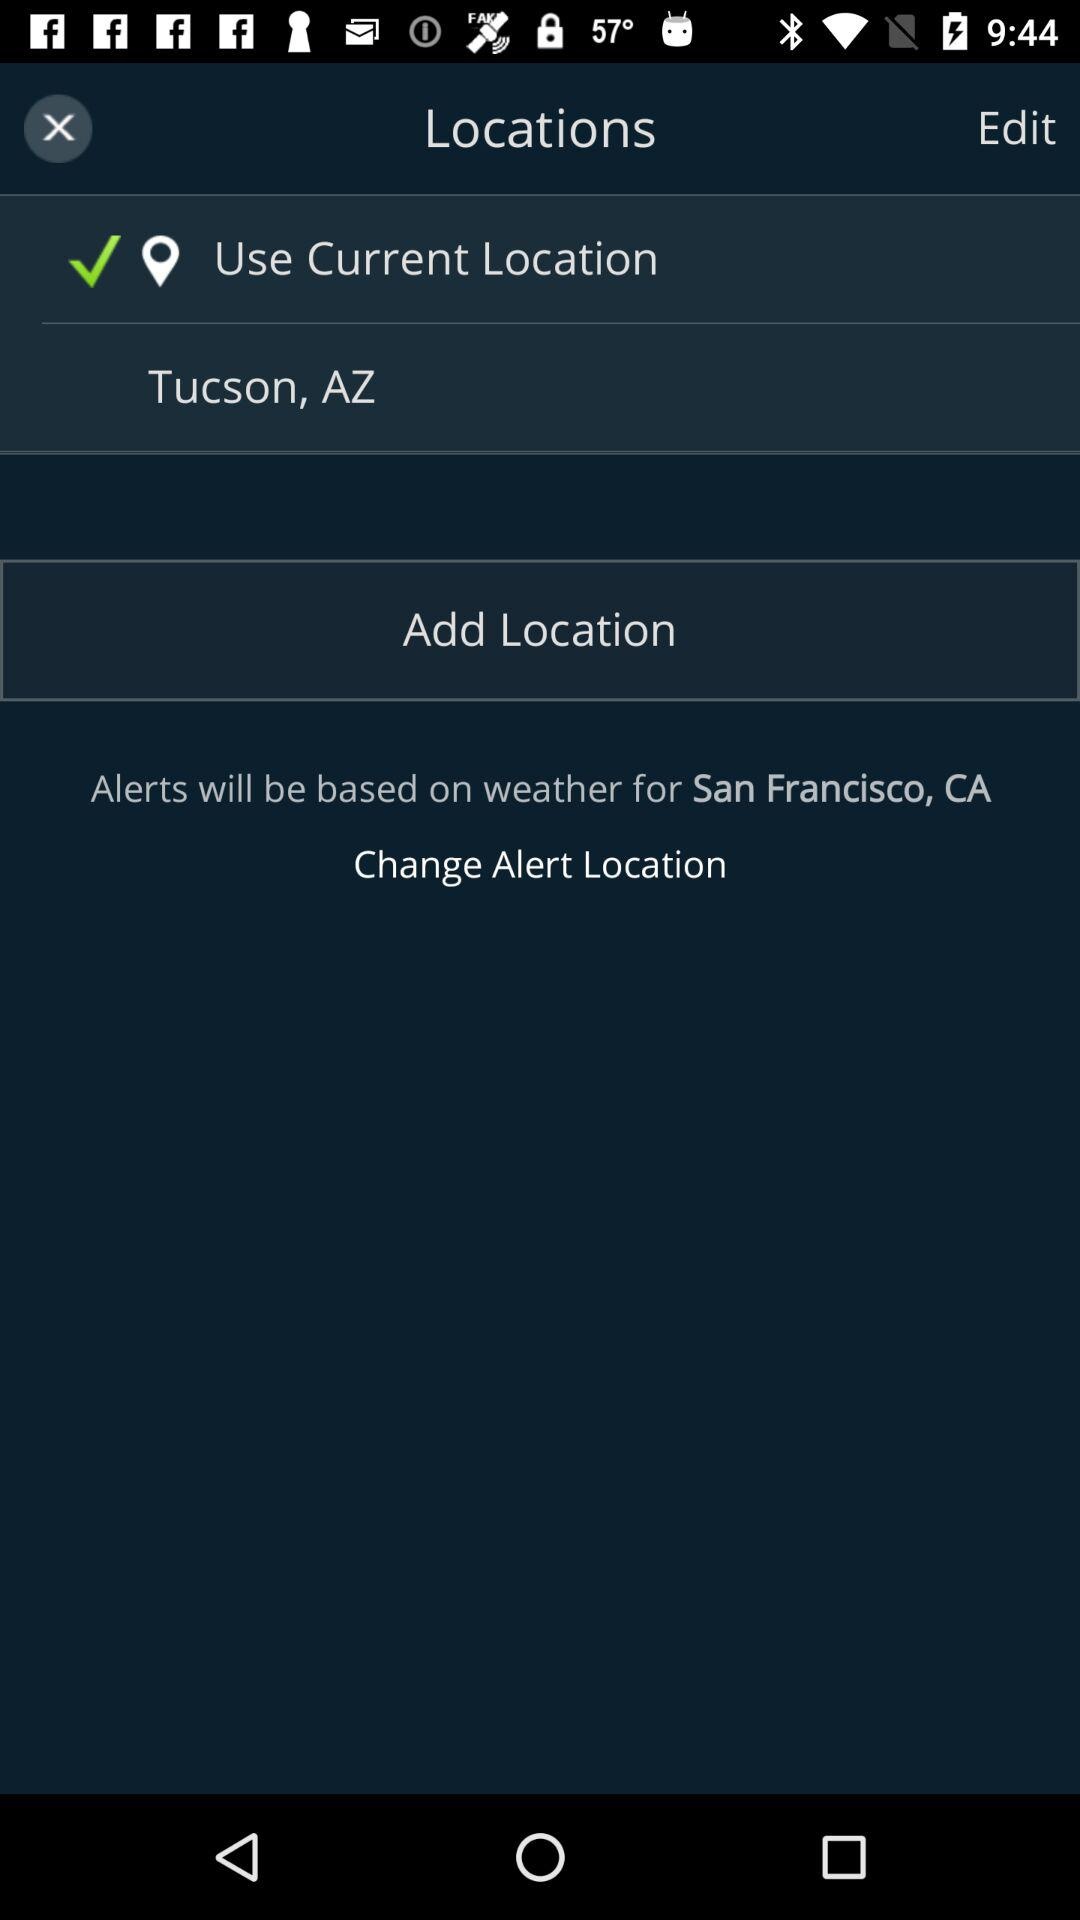 FAKE 57° 9:44
Locations Edit
Use Current Location
Tucson, AZ
Add Location
Alerts will be based on weather for San Francisco, CA
Change Alert Location